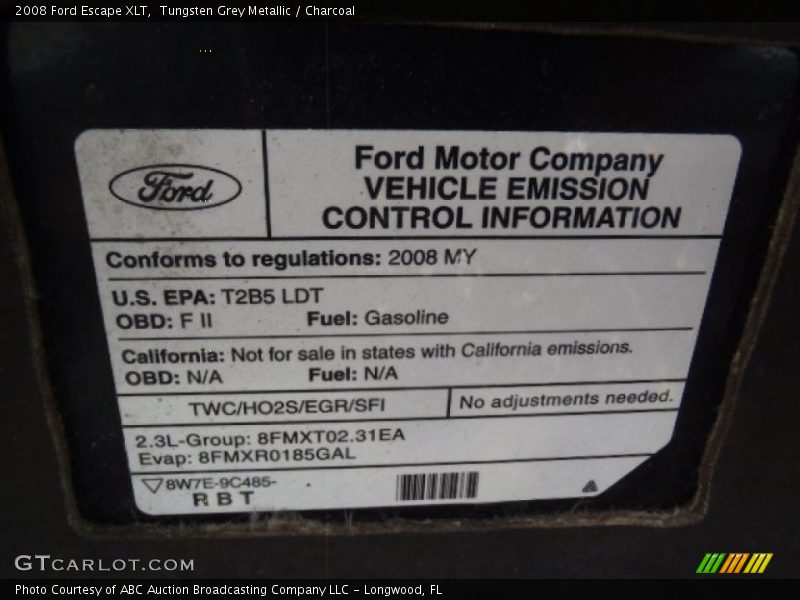 2008 Ford Escape XLT,  Tungsten Grey Metallic / Charcoal
Ford
Ford Motor Company
VEHICLE EMISSION
CONTROL INFORMATION
Conforms to regulations: 2008 MY
U.S. EPA: T2B5 LDT
OBD: F II Fuel: Gasoline
California: Not for sale in states with California emissions.
OBD: N/A Fuel: N/A
TWC/HO2S/EGR/SFI No adjustments needed.
2.3L-Group: 8FMXT02.31EA
Evap: 8FMXR0185GAL
8W7E-9C485-
R B T
GTCARLOT.COM
Photo Courtesy of ABC Auction Broadcasting Company LLC - Longwood, FL